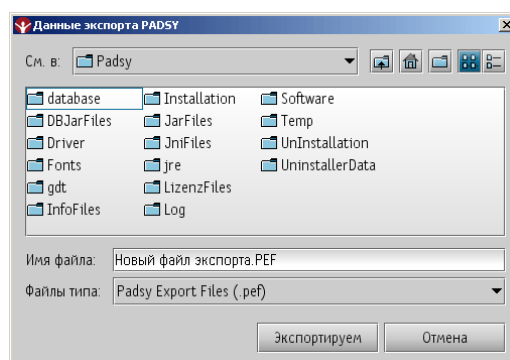 Данные экспорта PADSY
См. в: Padsy
database Installation Software
DBJarFiles JarFiles Temp
Driver JniFiles UnInstallation
Fonts jre UninstallerData
gdt LizenzFiles
InfoFiles Log
Имя файла: Новый файл экспорта.PEF
Файлы типа: Padsy Export Files (.pef)
Экспортируем Отмена